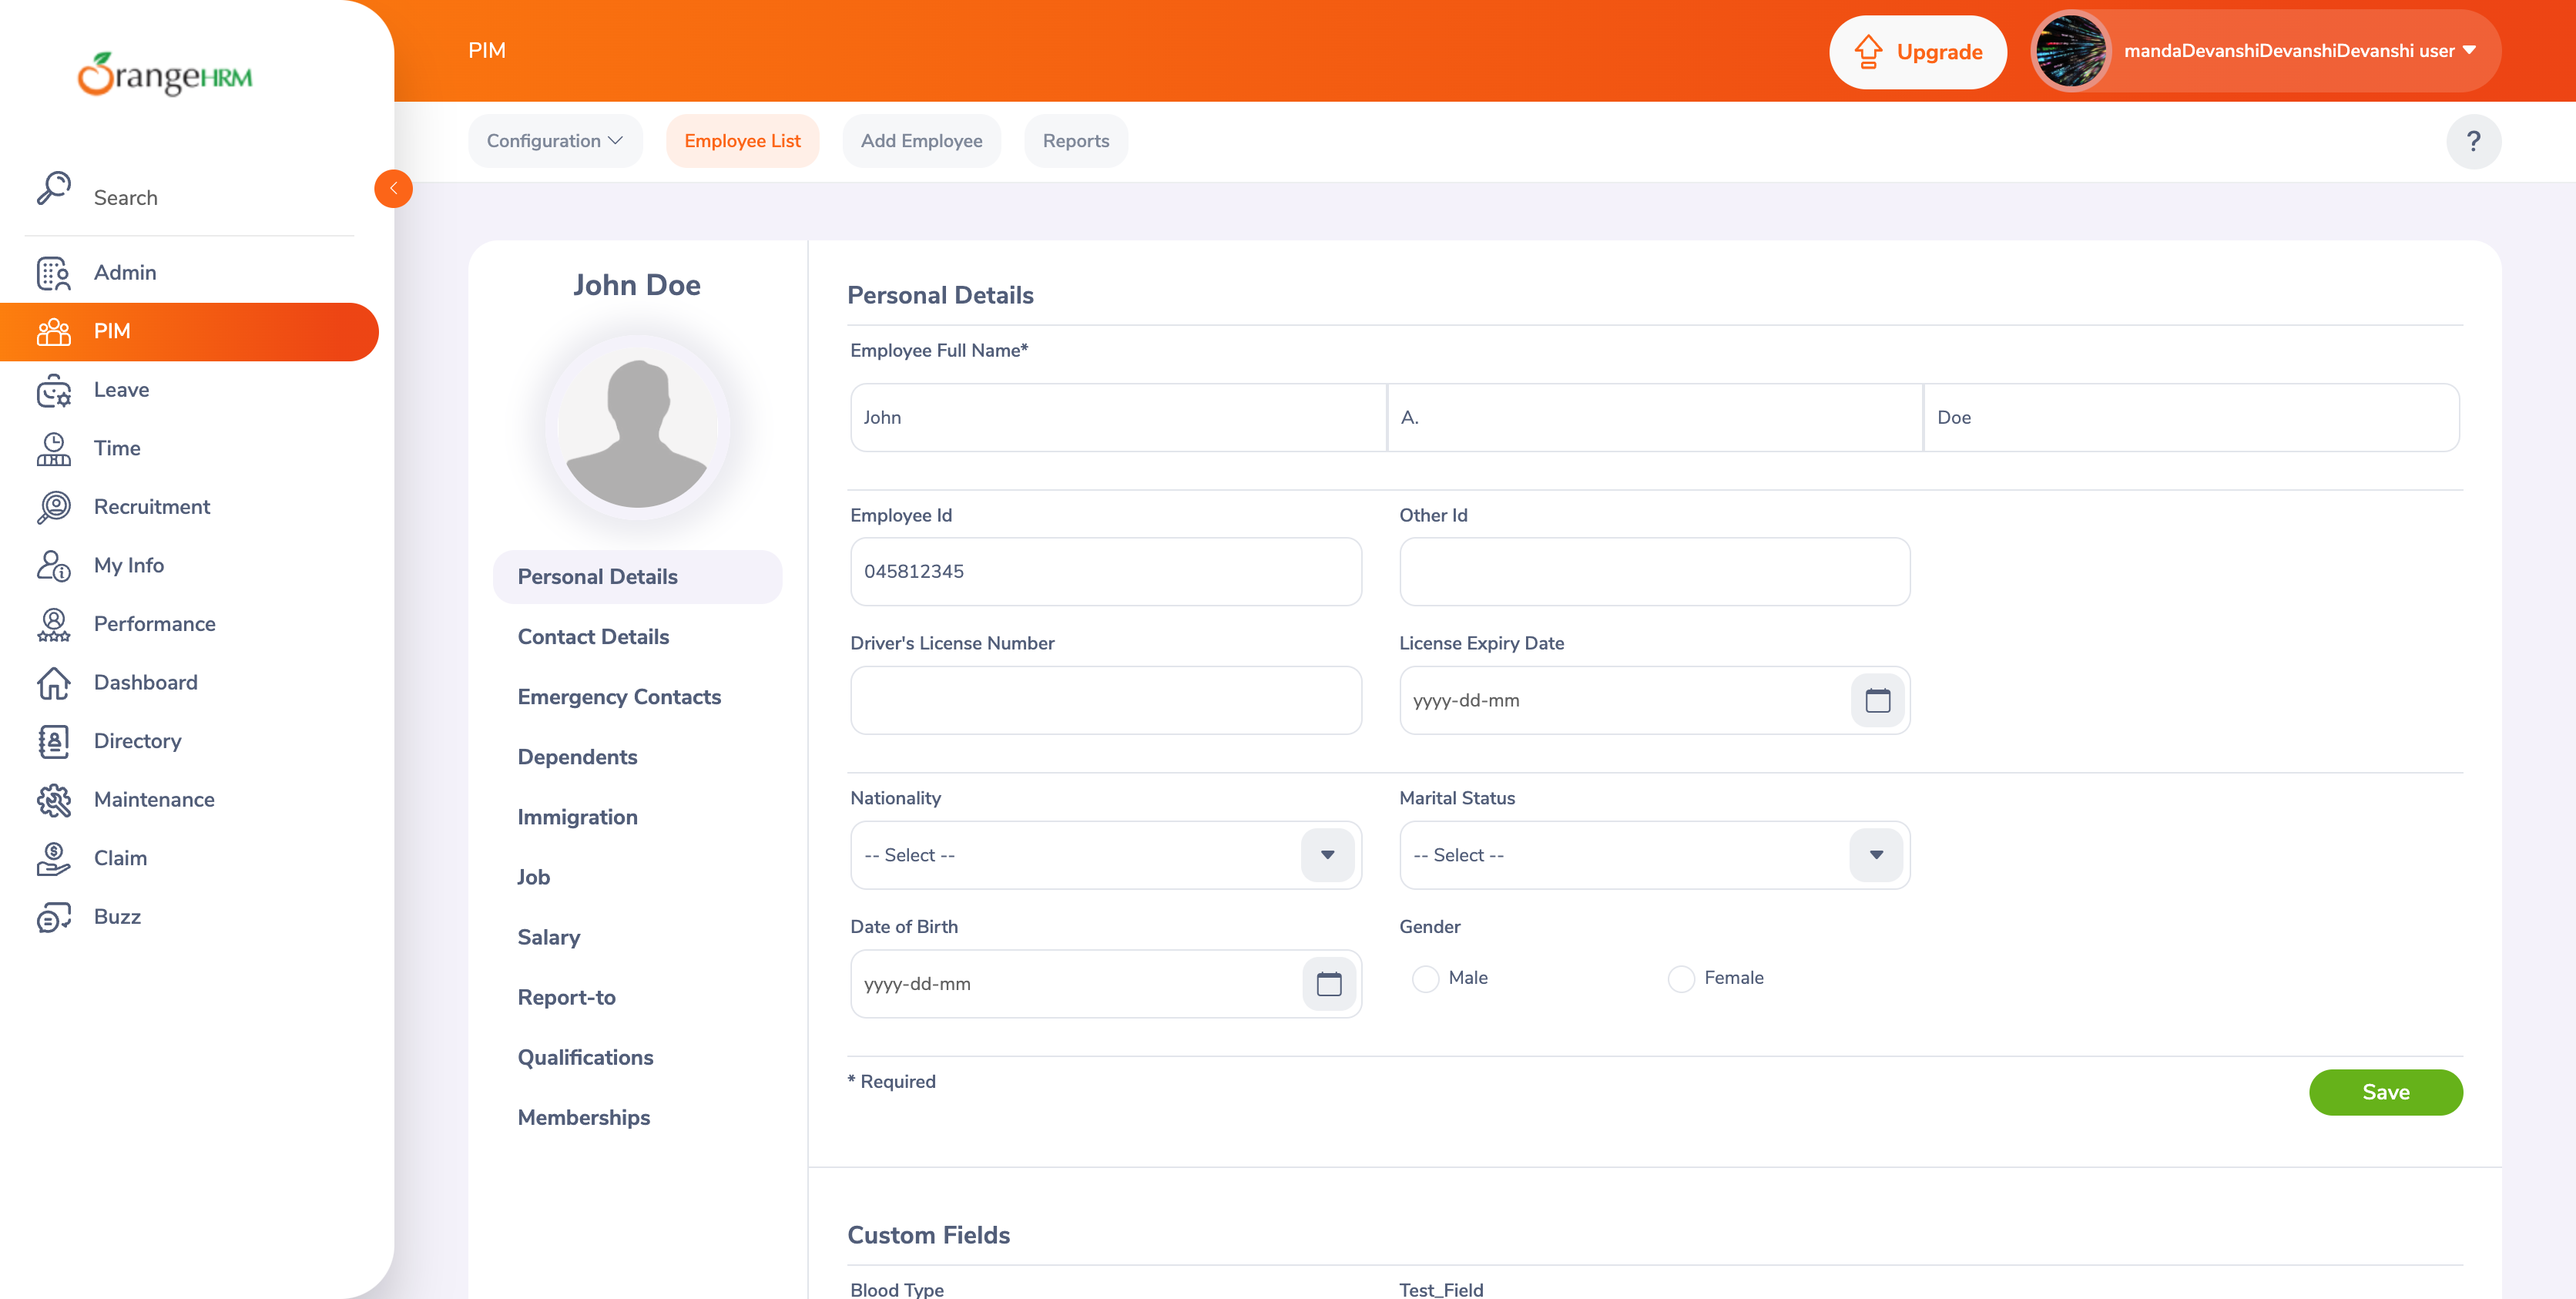 OrangeHRM
Search
Admin
PIM
Leave
Time
Recruitment
My Info
Performance
Dashboard
Directory
Maintenance
Claim
Buzz
PIM
Upgrade
mandaDevanshiDevanshiDevanshi user
Configuration
Employee List
Add Employee
Reports
?
John Doe
Personal Details
Contact Details
Emergency Contacts
Dependents
Immigration
Job
Salary
Report-to
Qualifications
Memberships
Personal Details
Employee Full Name*
John A. Doe
Employee Id Other Id
045812345
Driver's License Number License Expiry Date
yyyy-dd-mm
Nationality Marital Status
-- Select -- -- Select --
Date of Birth Gender
yyyy-dd-mm Male Female
* Required
Save
Custom Fields
Blood Type Test_Field